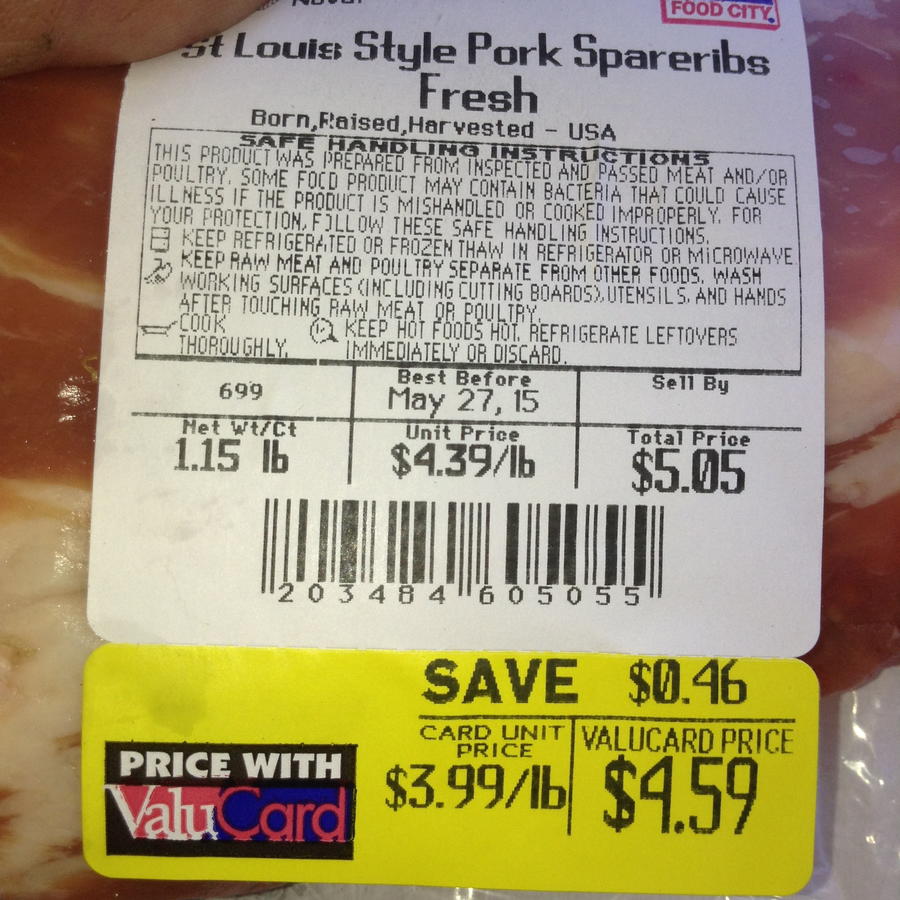 FOOD CITY.
St Louis Style Pork Spareribs
Fresh
Born,Raised,Harvested - USA
SAFE HANDLING INSTRUCTIONS
THIS PRODUCT WAS PREPARED FROM INSPECTED AND PASSED MEAT AND/OR
POULTRY. SOME FOOD PRODUCT MAY CONTAIN BACTERIA THAT COULD CAUSE
ILLNESS IF THE PRODUCT IS MISHANDLED OR COOKED IMPROPERLY. FOR
YOUR PROTECTION, FOLLOW THESE SAFE HANDLING INSTRUCTIONS.
KEEP REFRIGERATED OR FROZEN THAW IN REFRIGERATOR OR MICROWAVE
KEEP RAW MEAT AND POULTRY SEPARATE FROM OTHER FOODS. WASH
WORKING SURFACES (INCLUDING CUTTING BOARDS), UTENSILS, AND HANDS
AFTER TOUCHING RAW MEAT OR POULTRY.
COOK THOROUGHLY.
KEEP HOT FOODS HOT. REFRIGERATE LEFTOVERS
IMMEDIATELY OR DISCARD.
699
Best Before
May 27, 15
Sell By
Net Wt/Ct
1.15 lb
Unit Price
$4.39/lb
Total Price
$5.05
203484 605055
SAVE $0.46
PRICE WITH
ValuCard
CARD UNIT
PRICE
$3.99/lb
VALUCARD PRICE
$4.59